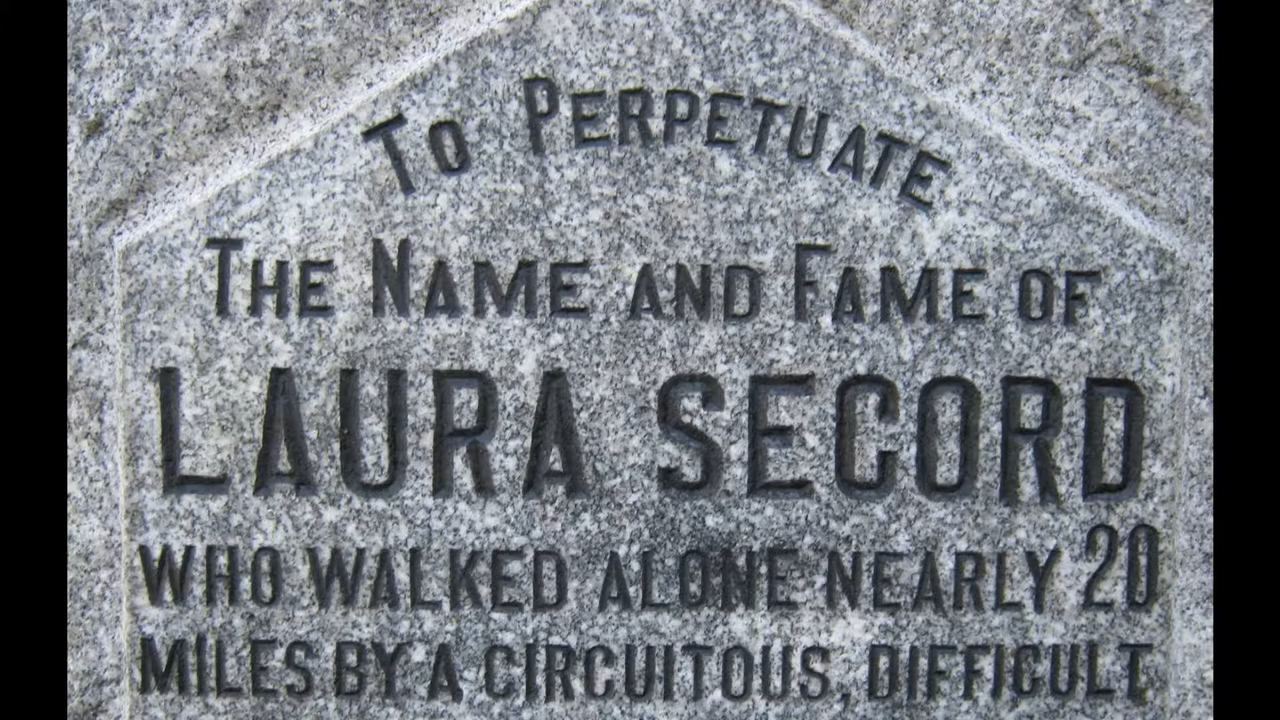 To Perpetuate
The Name and Fame of
LAURA SECORD
WHO WALKED ALONE NEARLY 20
MILES BY A CIRCUITOUS, DIFFICULT